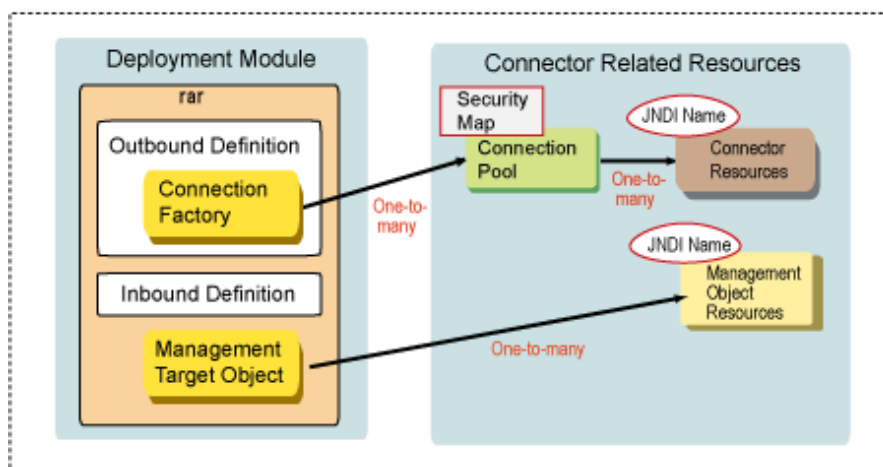 Deployment Module
rar
Outbound Definition
Connection
Factory
Inbound Definition
Management
Target Object
One-to-
many
One-to-many
Connector Related Resources
Security
Map
Connection
Pool
One-to-
many
JNDI Name
Connector
Resources
JNDI Name
Management
Object
Resources